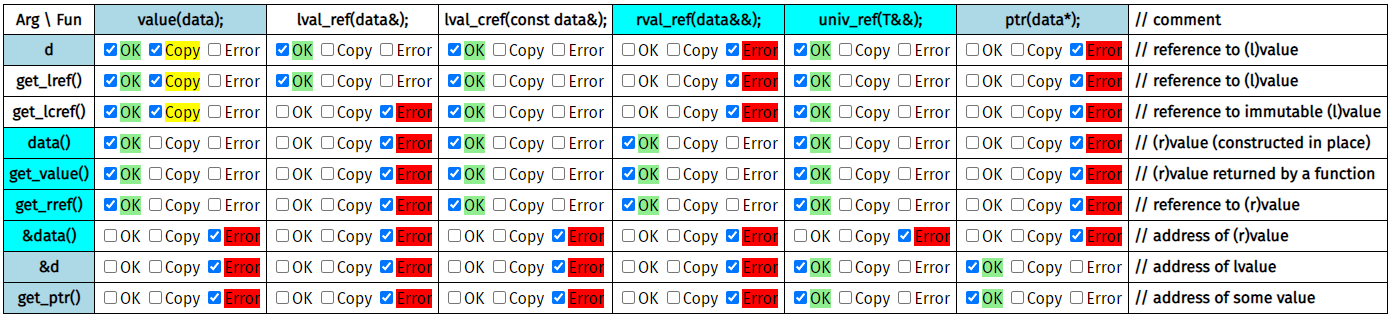 Arg \ Fun value(data); lval_ref(data&); lval_cref(const data&); rval_ref(data&&); univ_ref(T&&); ptr(data*); // comment
d OK Copy Error OK Copy Error OK Copy Error OK Copy Error OK Copy Error OK Copy Error // reference to (l)value
get_lref() OK Copy Error OK Copy Error OK Copy Error OK Copy Error OK Copy Error OK Copy Error // reference to (l)value
get_lcref() OK Copy Error OK Copy Error OK Copy Error OK Copy Error OK Copy Error OK Copy Error // reference to immutable (l)value
data() OK Copy Error OK Copy Error OK Copy Error OK Copy Error OK Copy Error OK Copy Error // (r)value (constructed in place)
get_value() OK Copy Error OK Copy Error OK Copy Error OK Copy Error OK Copy Error OK Copy Error // (r)value returned by a function
get_rref() OK Copy Error OK Copy Error OK Copy Error OK Copy Error OK Copy Error OK Copy Error // reference to (r)value
&data() OK Copy Error OK Copy Error OK Copy Error OK Copy Error OK Copy Error OK Copy Error // address of (r)value
&d OK Copy Error OK Copy Error OK Copy Error OK Copy Error OK Copy Error OK Copy Error // address of lvalue
get_ptr() OK Copy Error OK Copy Error OK Copy Error OK Copy Error OK Copy Error OK Copy Error // address of some value